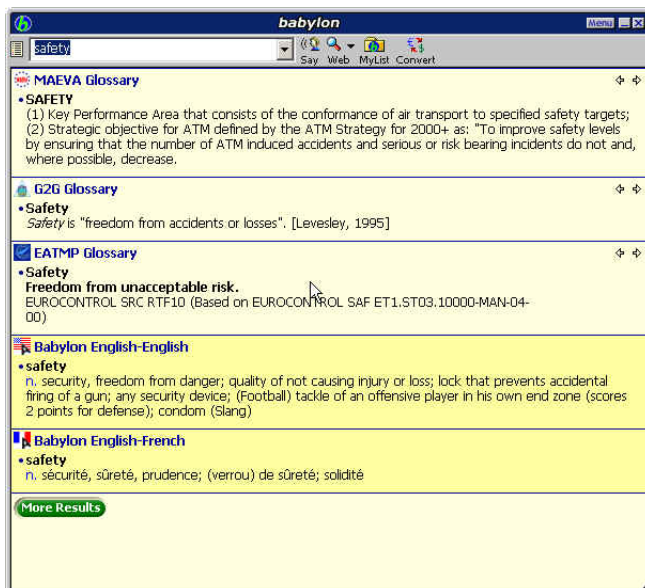 babylon
Menu
safety
Say Web MyList Convert
MAEVA Glossary
•SAFETY
(1) Key Performance Area that consists of the conformance of air transport to specified safety targets;
(2) Strategic objective for ATM defined by the ATM Strategy for 2000+ as: "To improve safety levels
by ensuring that the number of ATM induced accidents and serious or risk bearing incidents do not and,
where possible, decrease.
G2G Glossary
•Safety
Safety is "freedom from accidents or losses". [Levesley, 1995]
EATMP Glossary
•Safety
Freedom from unacceptable risk.
EUROCONTROL SRC RTF10 (Based on EUROCONTROL SAF ET1.ST03.10000-MAN-04-
00)
Babylon English-English
•safety
n. security, freedom from danger; quality of not causing injury or loss; lock that prevents accidental
firing of a gun; any security device; (Football) tackle of an offensive player in his own end zone (scores
2 points for defense); condom (Slang)
Babylon English-French
•safety
n. sécurité, sûreté, prudence; (verrou) de sûreté; solidité
More Results